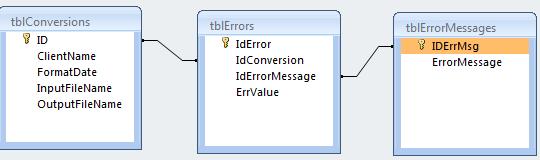 tblConversions
ID
ClientName
FormatDate
InputFileName
OutputFileName
tblErrors
IdError
IdConversion
IdErrorMessage
ErrValue
tblErrorMessages
IDErrMsg
ErrorMessage